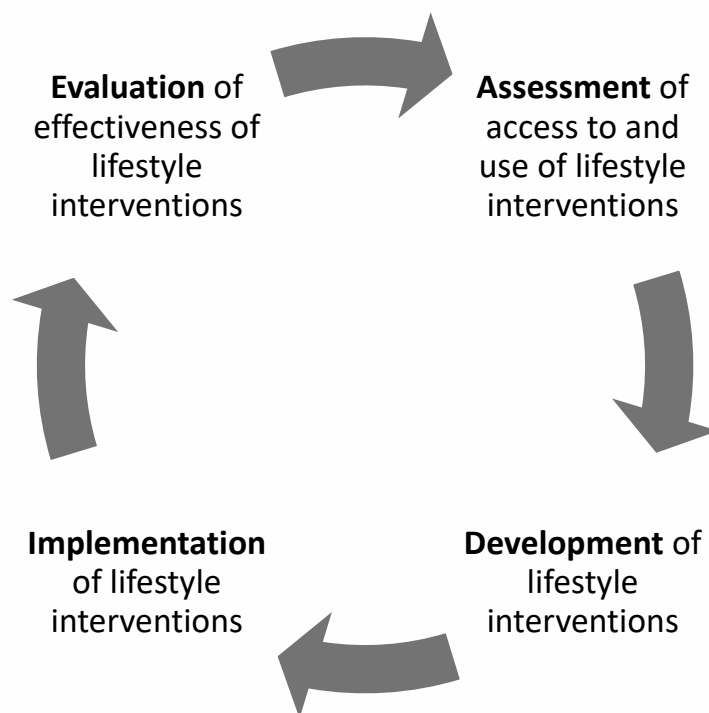 Evaluation of
effectiveness of
lifestyle
interventions
Assessment of
access to and
use of lifestyle
interventions
Development of
lifestyle
interventions
Implementation
of lifestyle
interventions